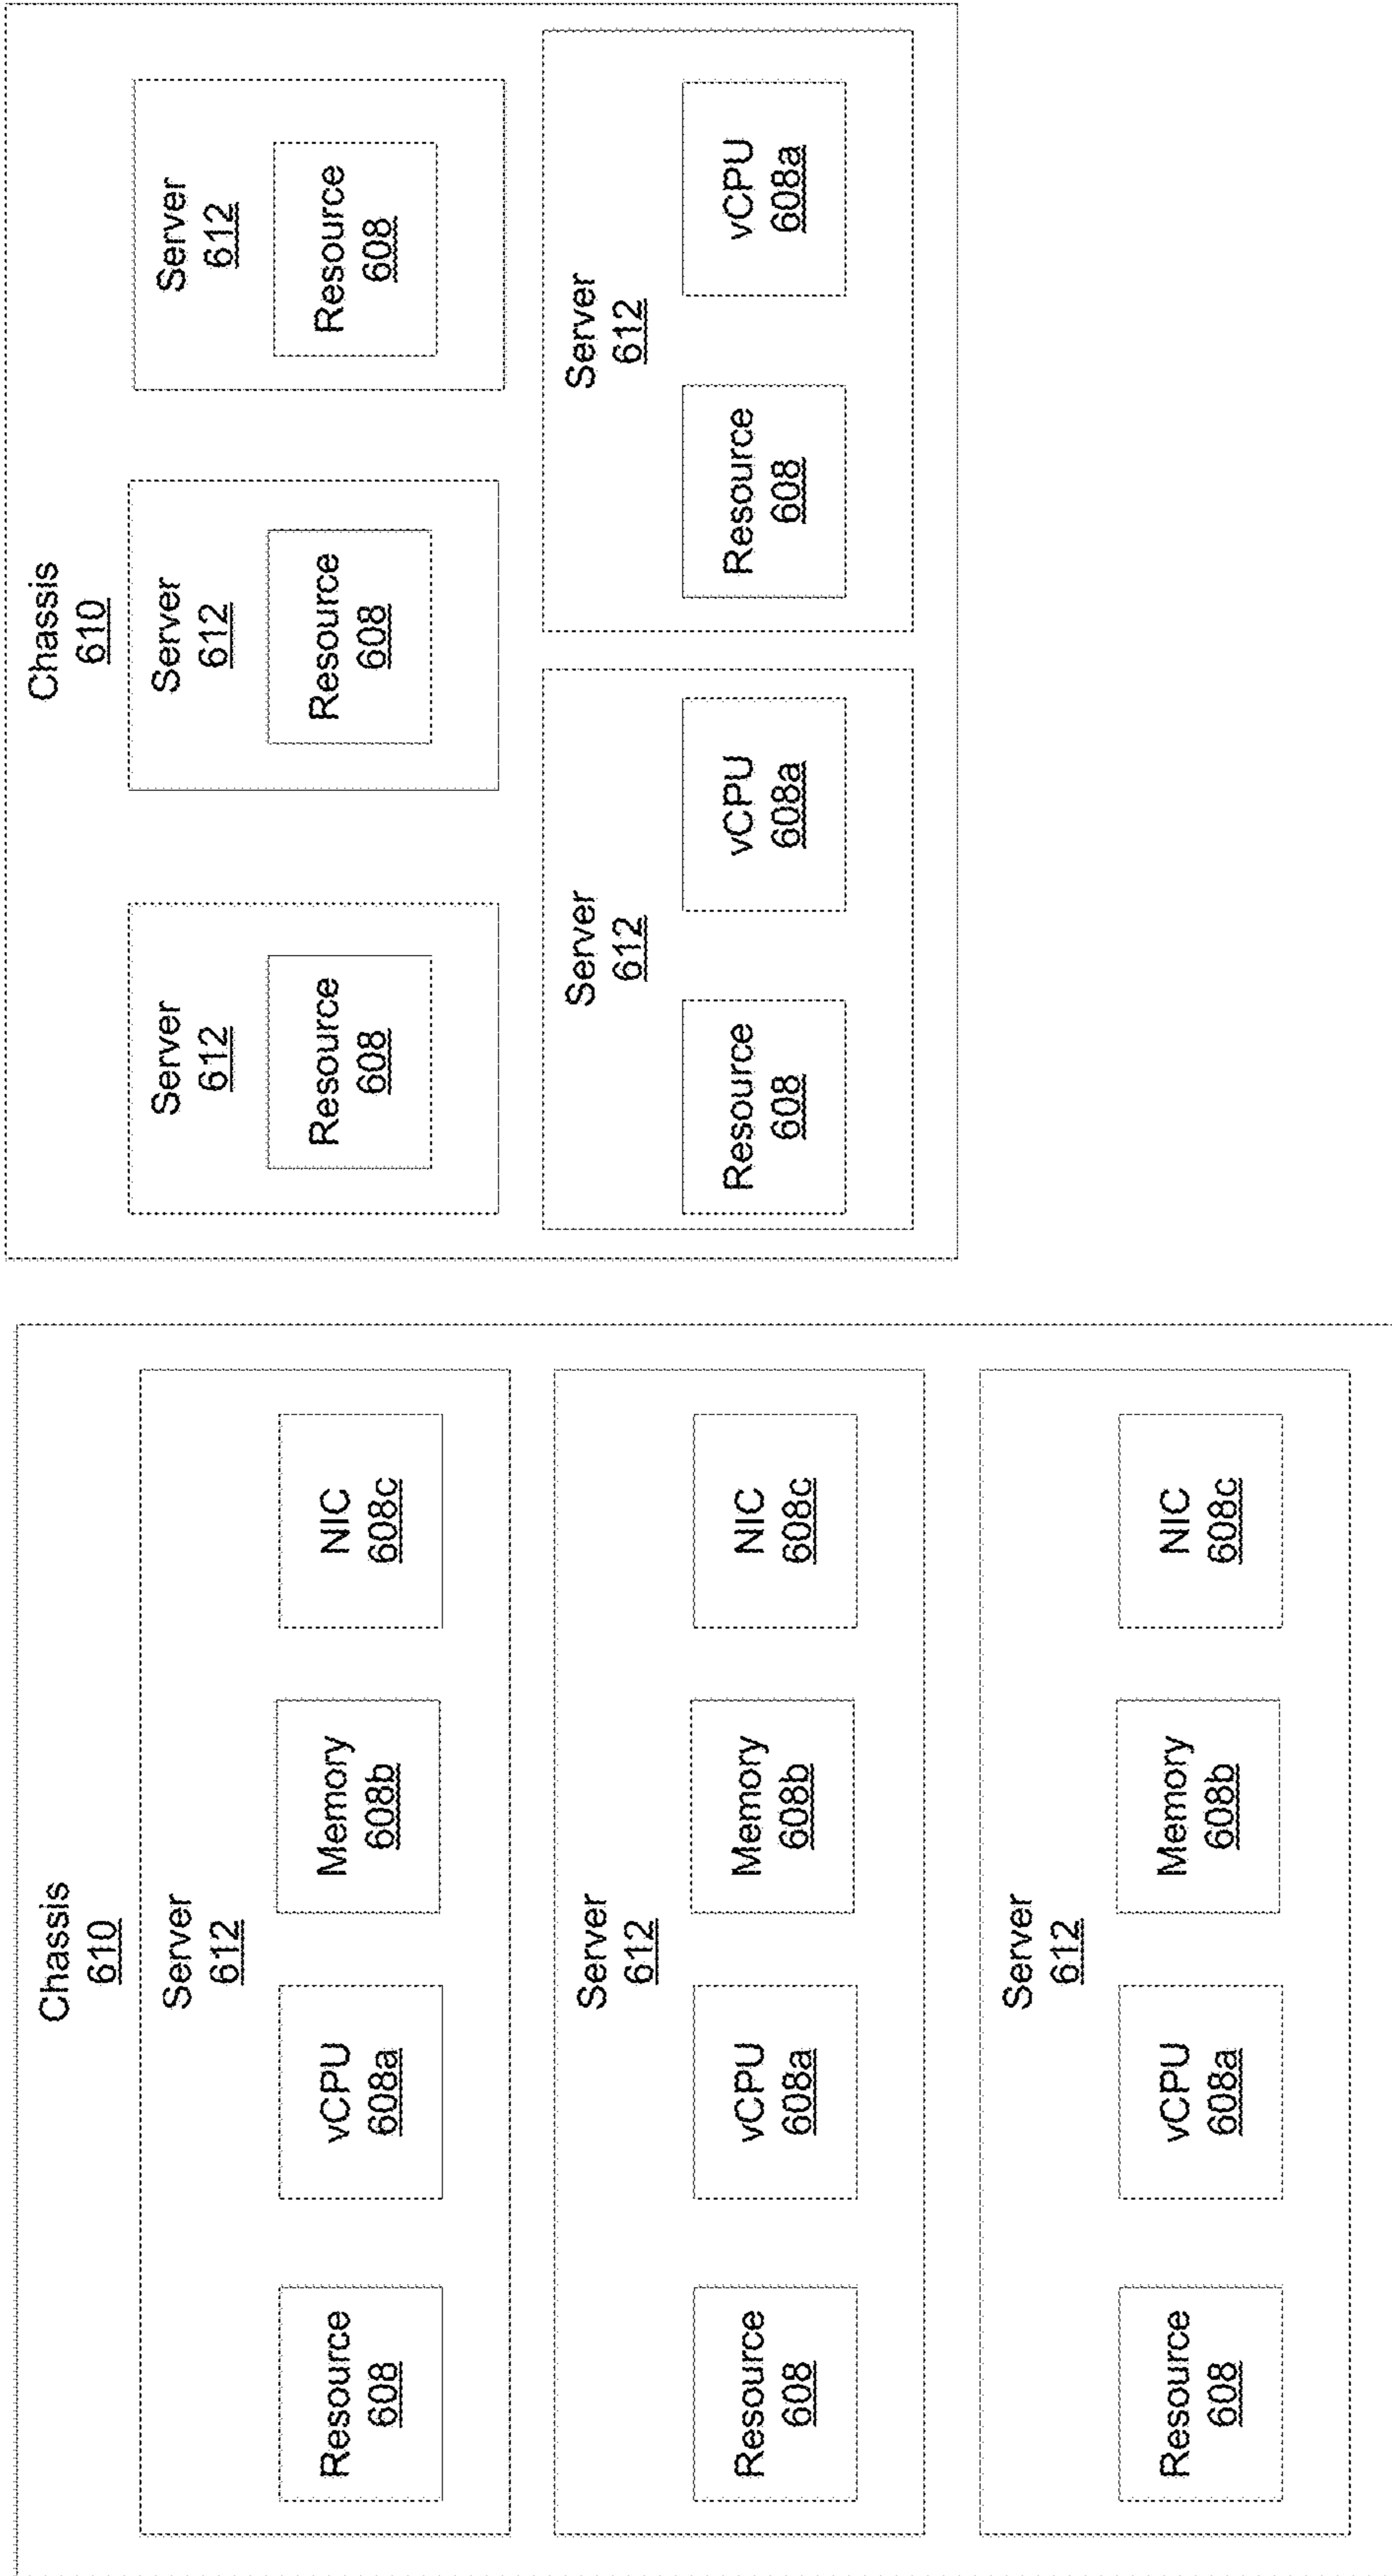 Chassis
610
Server
612
Resource
608
vCPU
608a
Memory
608b
NIC
608c
Server
612
Resource
608
vCPU
608a
Memory
608b
NIC
608c
Server
612
Resource
608
vCPU
608a
Memory
608b
NIC
608c
Chassis
610
Server
612
Resource
608
Server
612
Resource
608
Server
612
Resource
608
Server
612
Resource
608
vCPU
608a
Server
612
Resource
608
vCPU
608a